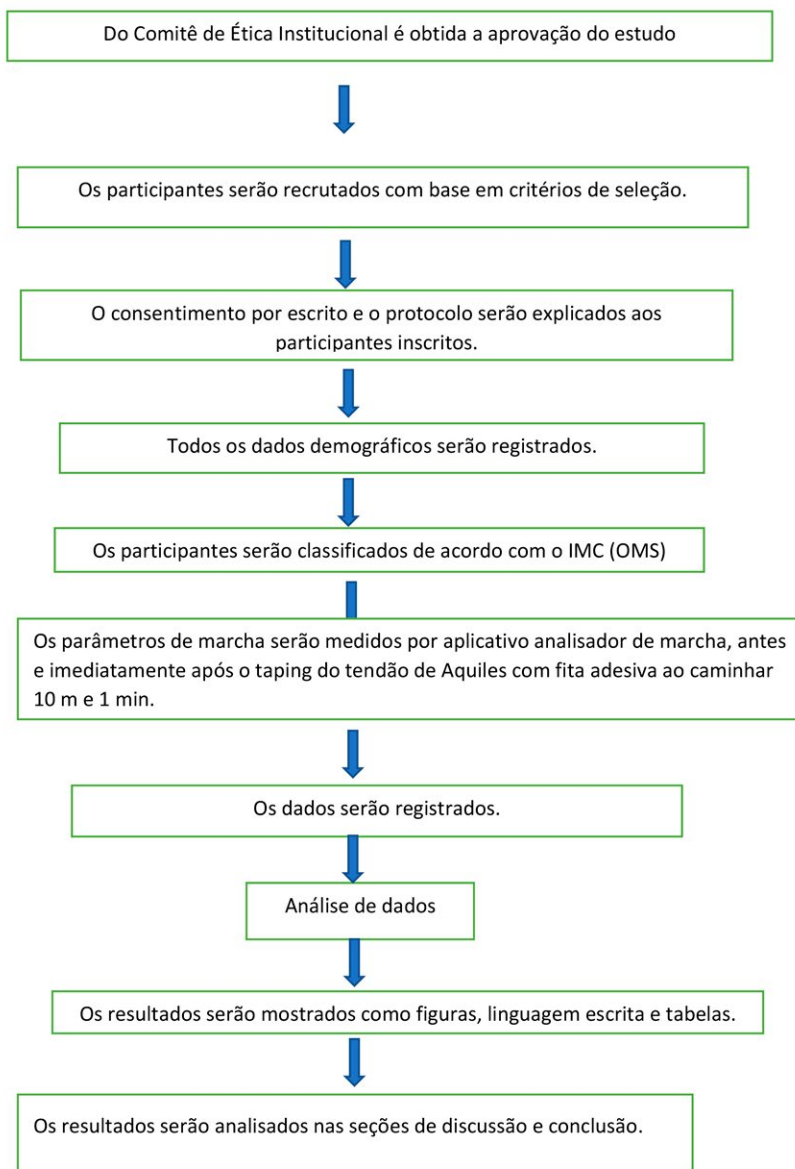 Do Comitê de Ética Institucional é obtida a aprovação do estudo
Os participantes serão recrutados com base em critérios de seleção.
O consentimento por escrito e o protocolo serão explicados aos
participantes inscritos.
Todos os dados demográficos serão registrados.
Os participantes serão classificados de acordo com o IMC (OMS)
Os parâmetros de marcha serão medidos por aplicativo analisador de marcha, antes
e imediatamente após o taping do tendão de Aquiles com fita adesiva ao caminhar
10 m e 1 min.
Os dados serão registrados.
Análise de dados
Os resultados serão mostrados como figuras, linguagem escrita e tabelas.
Os resultados serão analisados nas seções de discussão e conclusão.